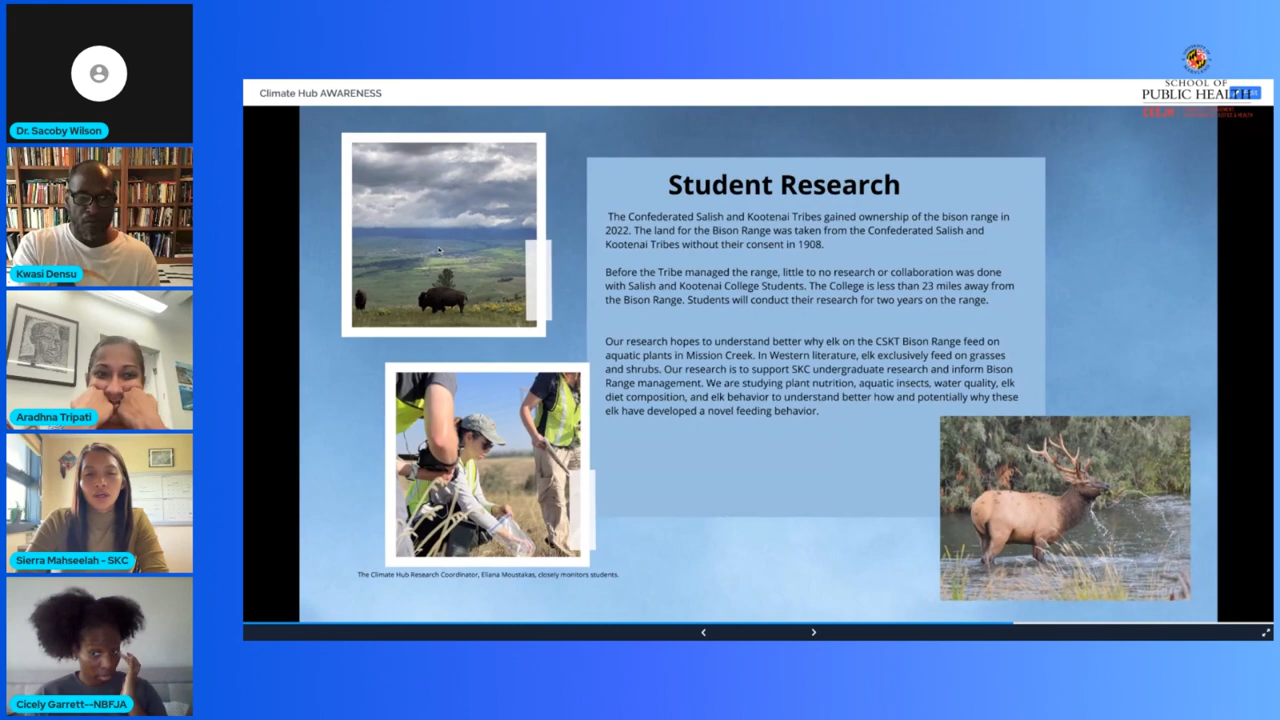 Dr. Sacoby Wilson
Kwasi Densu
Aradhna Tripati
Sierra Mahseelah - SKC
Cicely Garrett--NBFJA
SCHOOL OF
PUBLIC HEALTH
Climate Hub AWARENESS
Student Research
The Confederated Salish and Kootenai Tribes gained ownership of the bison range in
2022. The land for the Bison Range was taken from the Confederated Salish and
Kootenai Tribes without their consent in 1908.
Before the Tribe managed the range, little to no research or collaboration was done
with Salish and Kootenai College Students. The College is less than 23 miles away from
the Bison Range. Students will conduct their research for two years on the range.
Our research hopes to understand better why elk on the CSKT Bison Range feed on
aquatic plants in Mission Creek. In Western literature, elk exclusively feed on grasses
and shrubs. Our research is to support SKC undergraduate research and inform Bison
Range management. We are studying plant nutrition, aquatic insects, water quality, elk
diet composition, and elk behavior to understand better how and potentially why these
elk have developed a novel feeding behavior.
The Climate Hub Research Coordinator, Eliana Moustakas, closely monitors students.